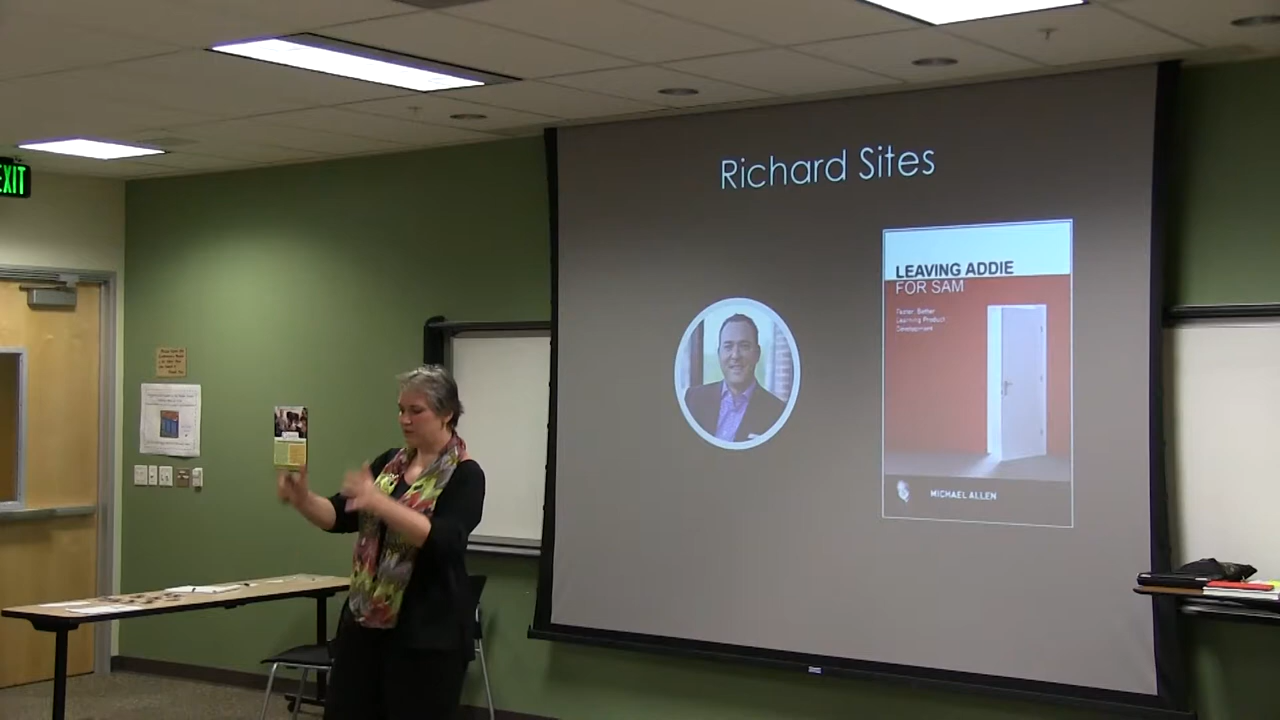 EXIT
Richard Sites
LEAVING ADDIE
FOR SAM
Faster, Better
Learning Product
Development
MICHAEL ALLEN